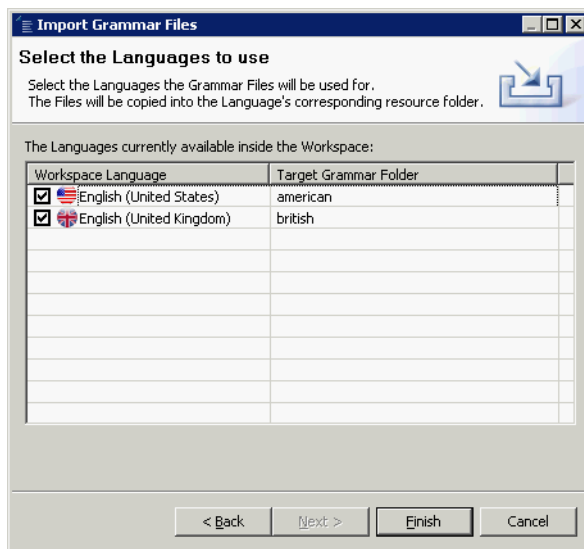 Import Grammar Files
Select the Languages to use
Select the Languages the Grammar Files will be used for.
The Files will be copied into the Language's corresponding resource folder.
The Languages currently available inside the Workspace:
Workspace Language Target Grammar Folder
English (United States) american
English (United Kingdom) british
< Back Next > Finish Cancel